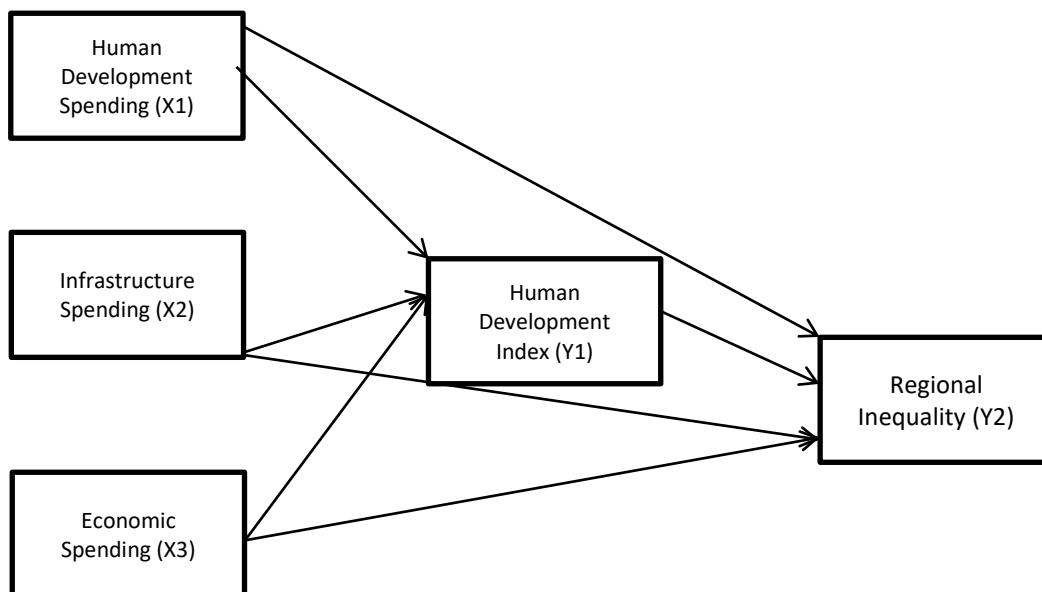 Human
Development
Spending (X1)
Infrastructure
Spending (X2)
Human
Development
Index (Y1)
Regional
Inequality (Y2)
Economic
Spending (X3)